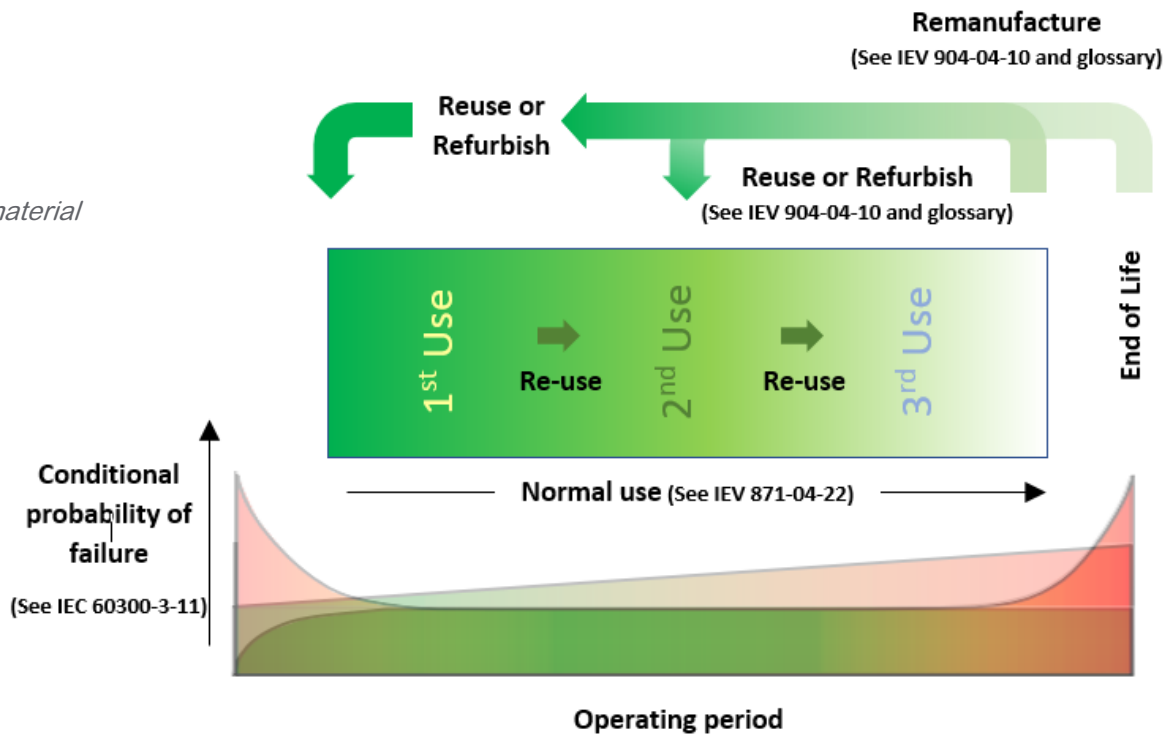 Remanufacture
(See IEV 904-04-10 and glossary)
Reuse or
Refurbish
Reuse or Refurbish
(See IEV 904-04-10 and glossary)
naterial
1st Use
Re-use
2nd Use
Re-use
3rd Use
End of Life
Conditional
probability of
failure
(See IEC 60300-3-11)
Normal use (See IEV 871-04-22)
Operating period